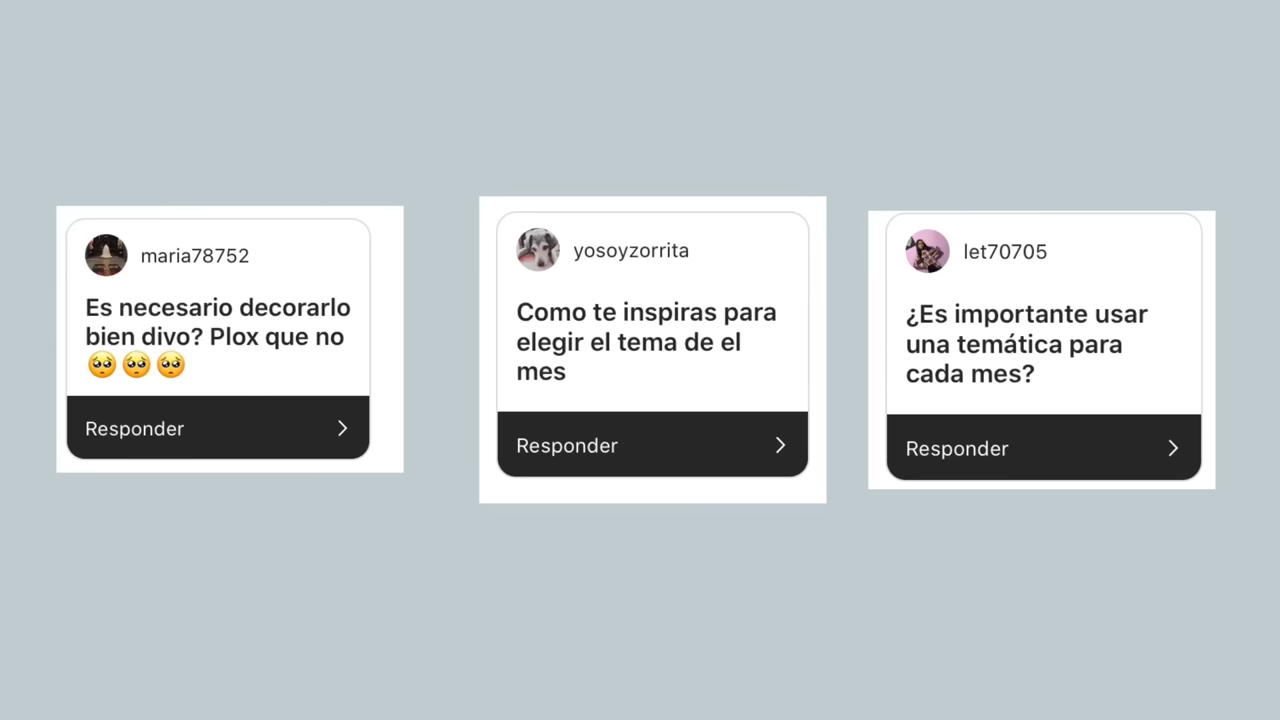 maria78752
Es necesario decorarlo
bien divo? Plox que no
🥺🥺🥺
Responder
yosoyzorrita
Como te inspiras para
elegir el tema de el
mes
Responder
let70705
¿Es importante usar
una temática para
cada mes?
Responder